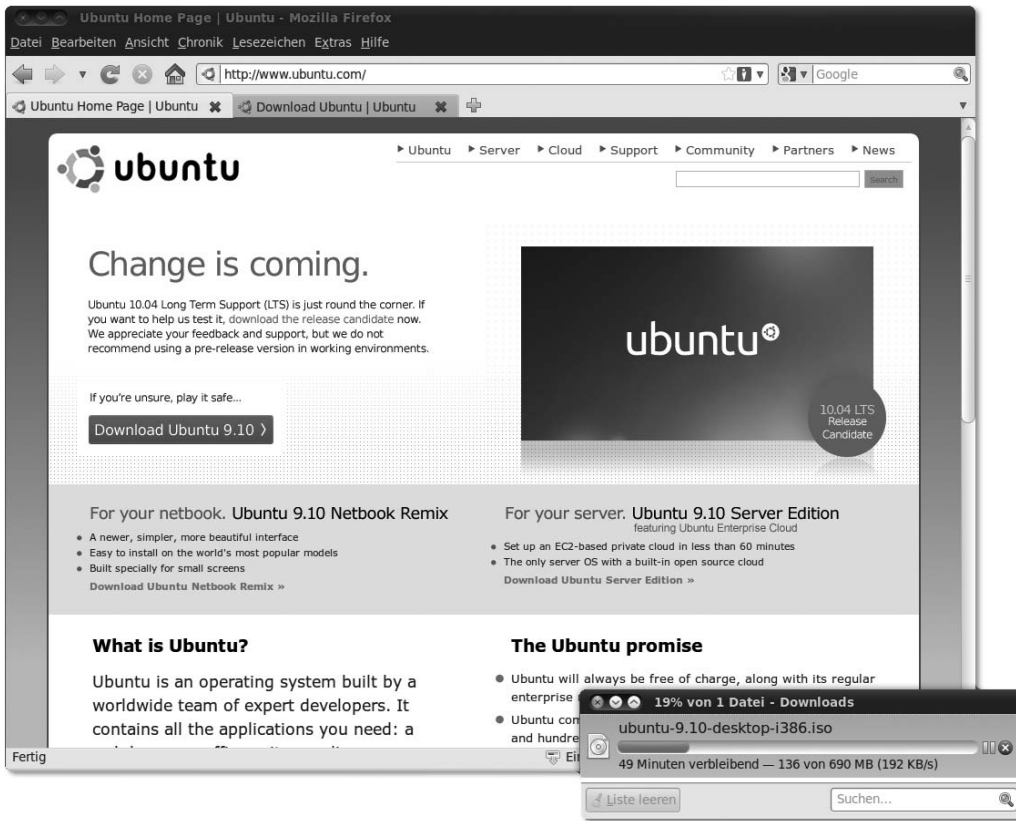 Ubuntu Home Page | Ubuntu - Mozilla Firefox
Datei Bearbeiten Ansicht Chronik Lesezeichen Extras Hilfe
http://www.ubuntu.com/
Google
Ubuntu Home Page | Ubuntu
Download Ubuntu | Ubuntu
ubuntu
Ubuntu Server Cloud Support Community Partners News
Search
Change is coming.
Ubuntu 10.04 Long Term Support (LTS) is just round the corner. If
you want to help us test it, download the release candidate now.
We appreciate your feedback and support, but we do not
recommend using a pre-release version in working environments.
If you're unsure, play it safe...
Download Ubuntu 9.10 〉
ubuntu
10.04 LTS
Release
Candidate
For your netbook. Ubuntu 9.10 Netbook Remix
• A newer, simpler, more beautiful interface
• Easy to install on the world's most popular models
• Built specially for small screens
Download Ubuntu Netbook Remix »
For your server. Ubuntu 9.10 Server Edition
featuring Ubuntu Enterprise Cloud
• Set up an EC2-based private cloud in less than 60 minutes
• The only server OS with a built-in open source cloud
Download Ubuntu Server Edition »
What is Ubuntu?
Ubuntu is an operating system built by a
worldwide team of expert developers. It
contains all the applications you need: a
The Ubuntu promise
• Ubuntu will always be free of charge, along with its regular
enterprise
• Ubuntu com
and hundre
Fertig
Ei
19% von 1 Datei - Downloads
ubuntu-9.10-desktop-i386.iso
49 Minuten verbleibend — 136 von 690 MB (192 KB/s)
Liste leeren
Suchen...